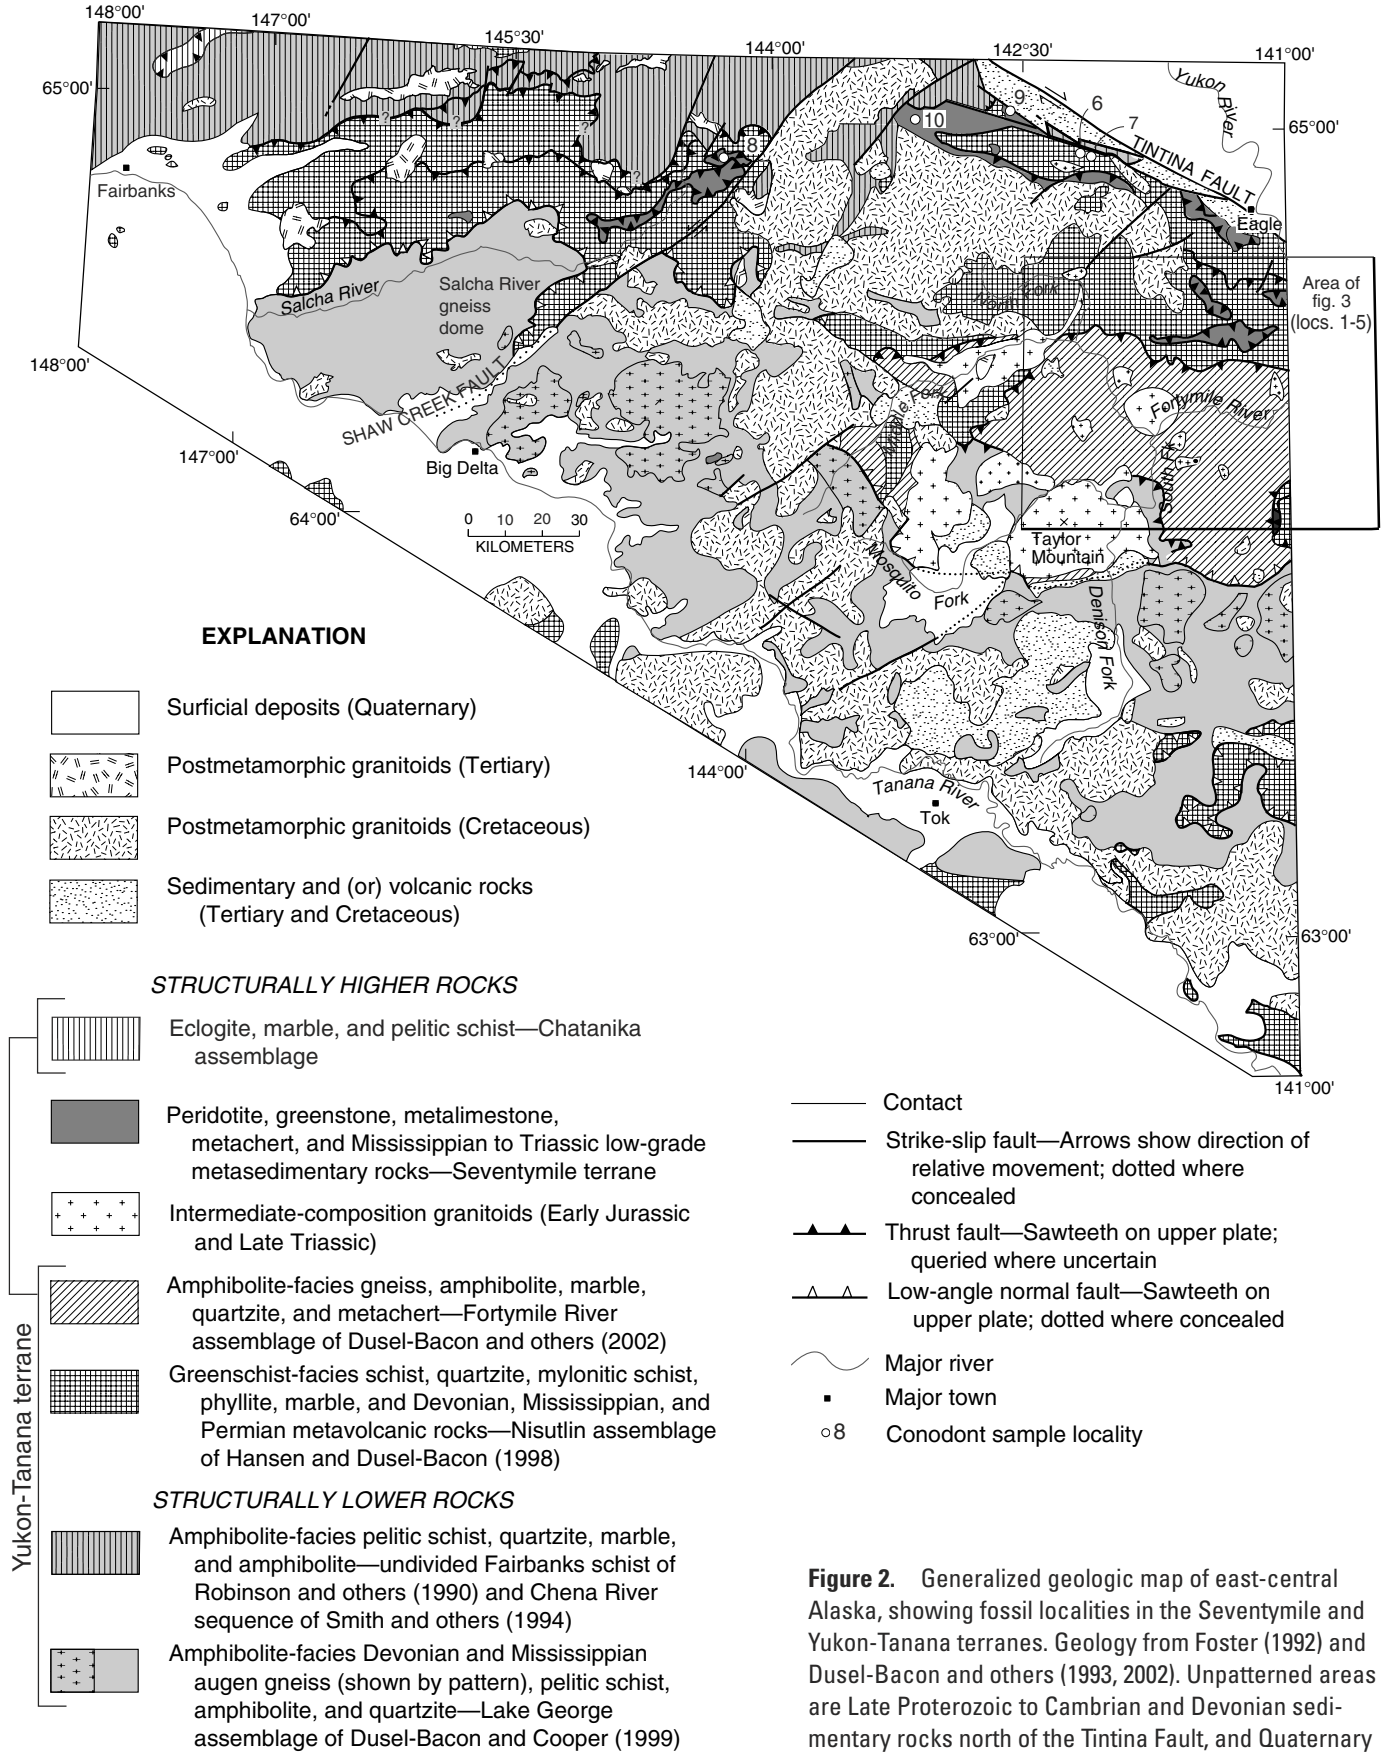 148°00'
147°00'
145°30'
144°00'
142°30'
141°00'
65°00'
Yukon
River
9
6
10
7
65°00'
?
?
?
?
8
TINTINA FAULT
Fairbanks
Eagle
Salcha River
Salcha River
gneiss
dome
North Fork
Area of
fig. 3
(locs. 1-5)
148°00'
SHAW CREEK FAULT
Middle Fork
Fortymile River
147°00'
Big Delta
South Fk
64°00'
0 10 20 30
KILOMETERS
Taylor
Mountain
Mosquito
Fork
Denison Fork
144°00'
Tanana River
Tok
63°00'
63°00'
141°00'
EXPLANATION
Surficial deposits (Quaternary)
Postmetamorphic granitoids (Tertiary)
Postmetamorphic granitoids (Cretaceous)
Sedimentary and (or) volcanic rocks
(Tertiary and Cretaceous)
STRUCTURALLY HIGHER ROCKS
Eclogite, marble, and pelitic schist—Chatanika
assemblage
Peridotite, greenstone, metalimestone,
metachert, and Mississippian to Triassic low-grade
metasedimentary rocks—Seventymile terrane
Intermediate-composition granitoids (Early Jurassic
and Late Triassic)
Amphibolite-facies gneiss, amphibolite, marble,
quartzite, and metachert—Fortymile River
assemblage of Dusel-Bacon and others (2002)
Greenschist-facies schist, quartzite, mylonitic schist,
phyllite, marble, and Devonian, Mississippian, and
Permian metavolcanic rocks—Nisutlin assemblage
of Hansen and Dusel-Bacon (1998)
STRUCTURALLY LOWER ROCKS
Amphibolite-facies pelitic schist, quartzite, marble,
and amphibolite—undivided Fairbanks schist of
Robinson and others (1990) and Chena River
sequence of Smith and others (1994)
Amphibolite-facies Devonian and Mississippian
augen gneiss (shown by pattern), pelitic schist,
amphibolite, and quartzite—Lake George
assemblage of Dusel-Bacon and Cooper (1999)
Yukon-Tanana terrane
Contact
Strike-slip fault—Arrows show direction of
relative movement; dotted where
concealed
Thrust fault—Sawteeth on upper plate;
queried where uncertain
Low-angle normal fault—Sawteeth on
upper plate; dotted where concealed
Major river
Major town
8 Conodont sample locality
Figure 2. Generalized geologic map of east-central
Alaska, showing fossil localities in the Seventymile and
Yukon-Tanana terranes. Geology from Foster (1992) and
Dusel-Bacon and others (1993, 2002). Unpatterned areas
are Late Proterozoic to Cambrian and Devonian sedi-
mentary rocks north of the Tintina Fault, and Quaternary